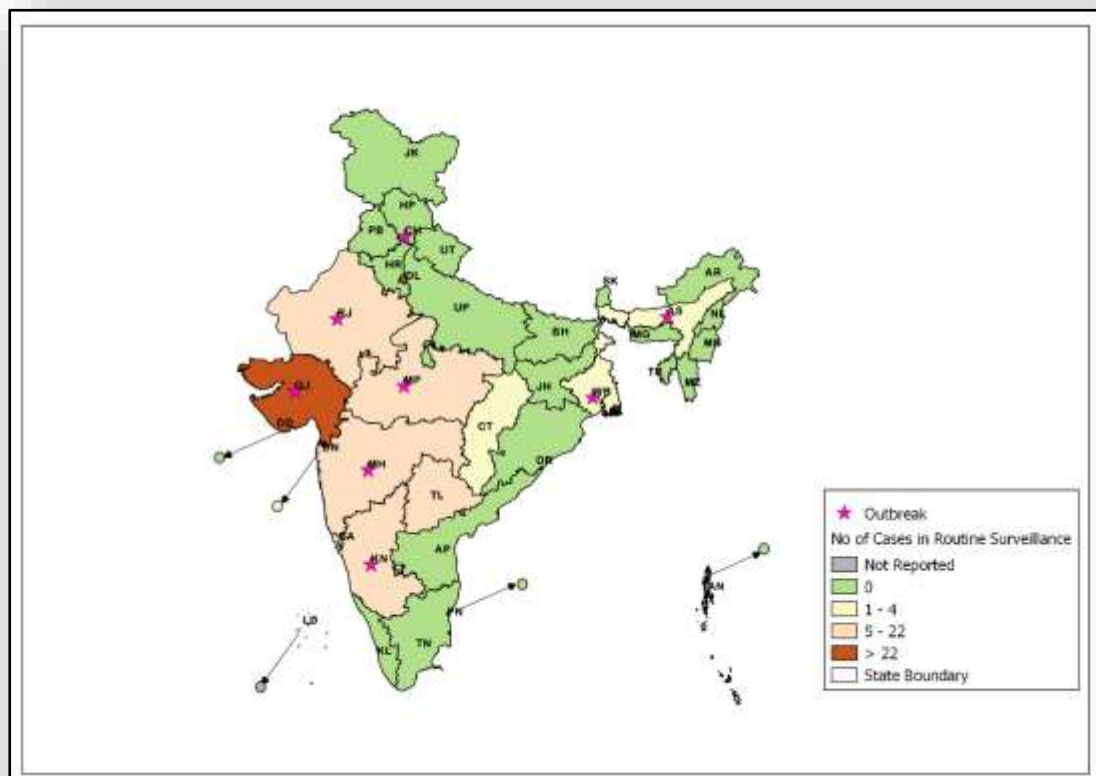 JK
HP
PB
CH
UT
HR
DL
AR
SK
RJ
UP
AS
NL
BH
MG
MN
TR
MZ
GJ
MP
JH
WB
DD
CT
DN
OR
MH
TL
GA
AP
KN
AN
PN
LD
KL
TN
Outbreak
No of Cases in Routine Surveillance
Not Reported
0
1 - 4
5 - 22
> 22
State Boundary